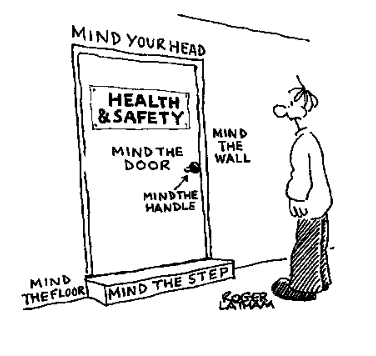 MIND YOUR HEAD
HEALTH
& SAFETY
MIND THE
DOOR
MIND THE
HANDLE
MIND
THE
WALL
MIND
THE FLOOR
MIND THE STEP
ROGER
LATHAM